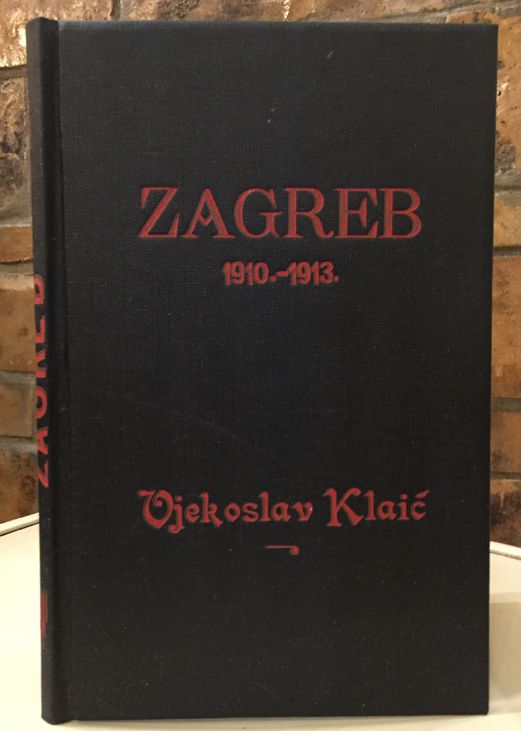 ZAGREB
1910.-1913.
Vjekoslav Klaić
ZAGREB